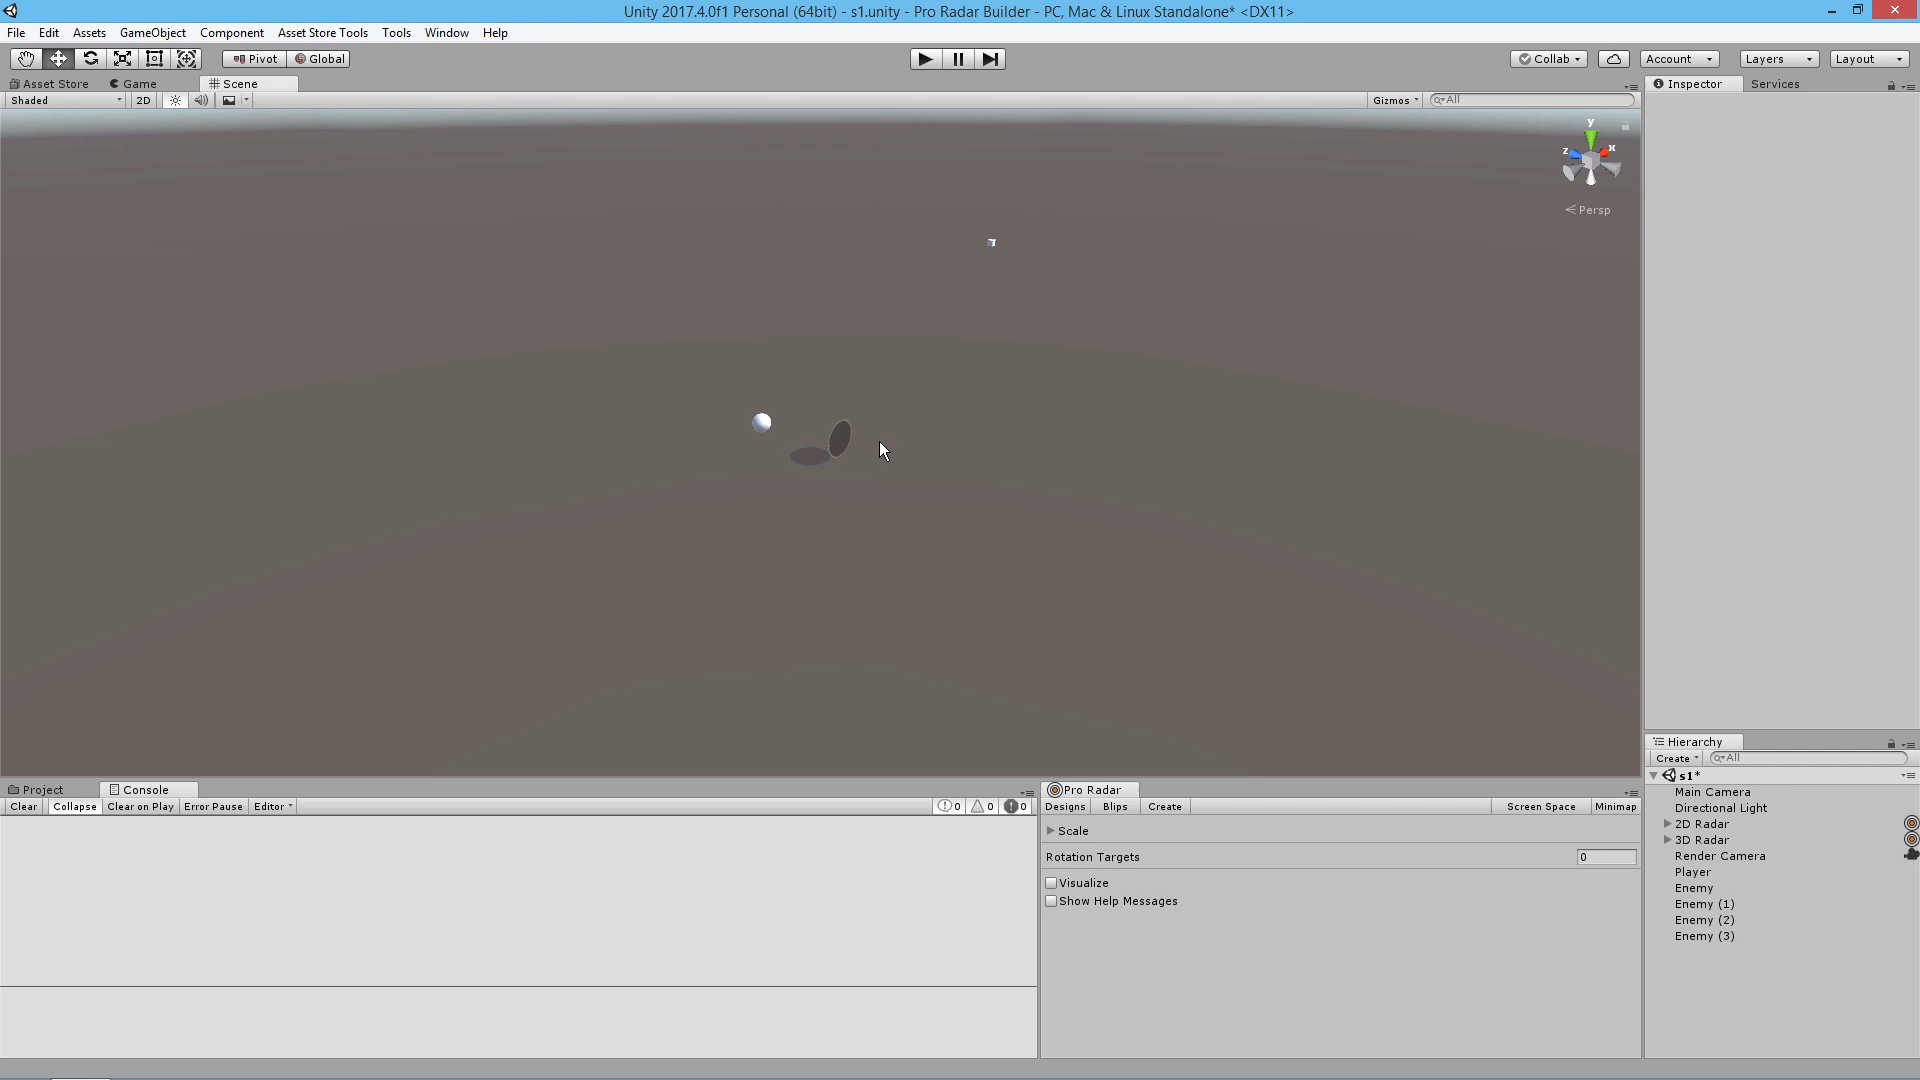 Unity 2017.4.0f1 Personal (64bit) - s1.unity - Pro Radar Builder - PC, Mac & Linux Standalone* <DX11>
File Edit Assets GameObject Component Asset Store Tools Tools Window Help
Pivot Global Collab Account Layers Layout
Asset Store Game Scene Inspector Services
Shaded 2D Gizmos All
y
z x
Persp
Hierarchy
Create All
s1*
Main Camera
Directional Light
2D Radar
3D Radar
Render Camera
Player
Enemy
Enemy (1)
Enemy (2)
Enemy (3)
Project Console
Clear Collapse Clear on Play Error Pause Editor 0 0 0
Pro Radar
Designs Blips Create Screen Space Minimap
Scale
Rotation Targets 0
Visualize
Show Help Messages